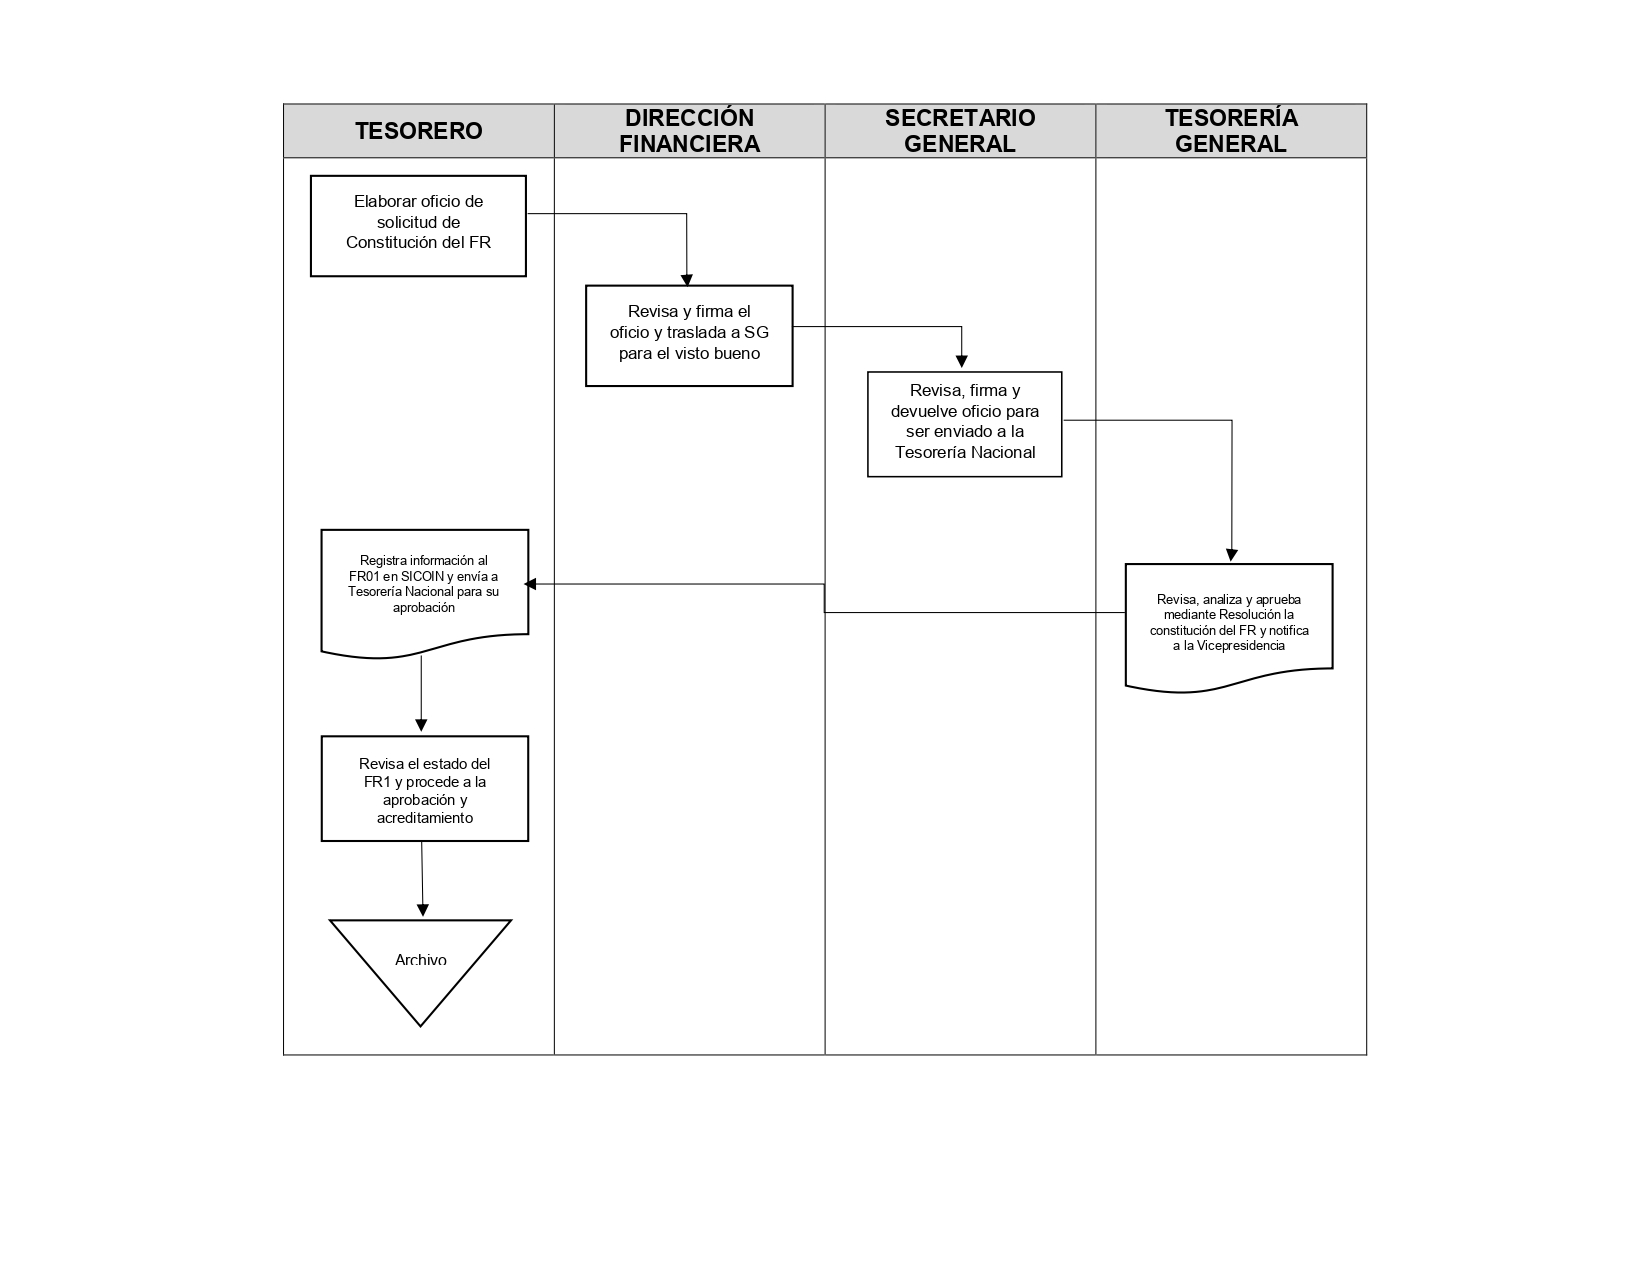 TESORERO
DIRECCIÓN
FINANCIERA
SECRETARIO
GENERAL
TESORERÍA
GENERAL
Elaborar oficio de
solicitud de
Constitución del FR
Revisa y firma el
oficio y traslada a SG
para el visto bueno
Revisa, firma y
devuelve oficio para
ser enviado a la
Tesorería Nacional
Revisa, analiza y aprueba
mediante Resolución la
constitución del FR y notifica
a la Vicepresidencia
Registra información al
FR01 en SICOIN y envía a
Tesorería Nacional para su
aprobación
Revisa el estado del
FR1 y procede a la
aprobación y
acreditamiento
Archivo